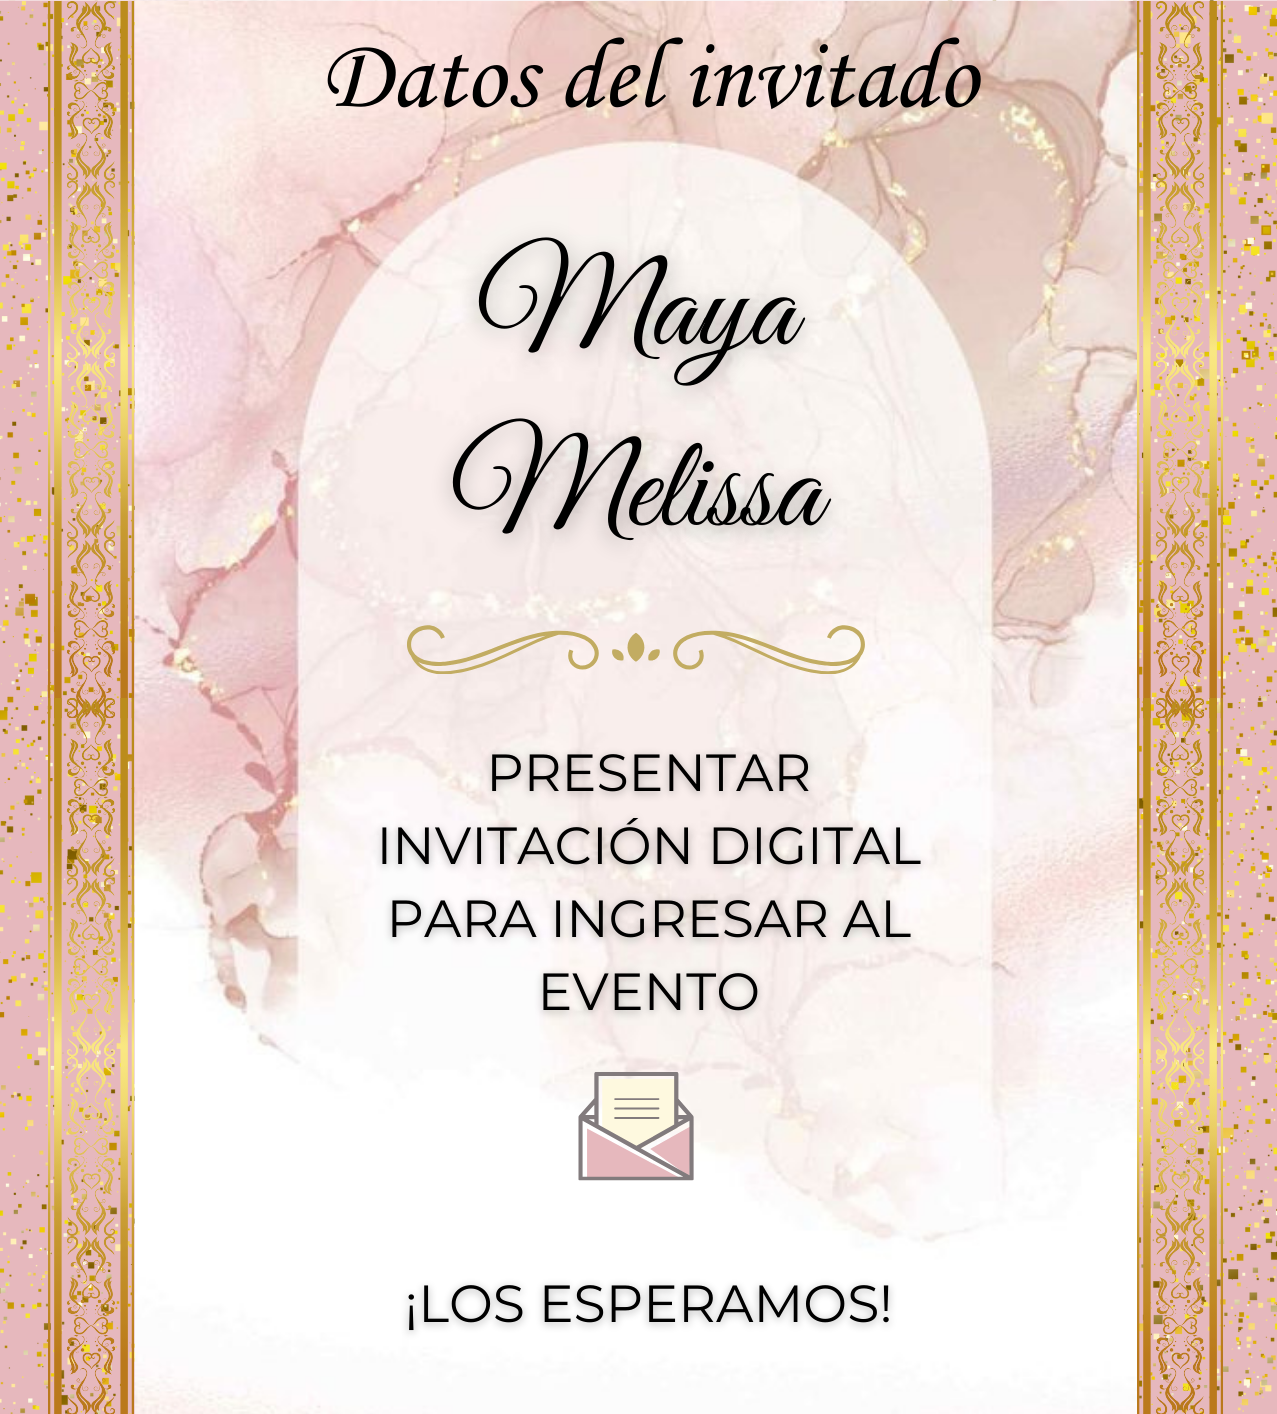 Datos del invitado
Maya
Melissa
PRESENTAR
INVITACIÓN DIGITAL
PARA INGRESAR AL
EVENTO
¡LOS ESPERAMOS!